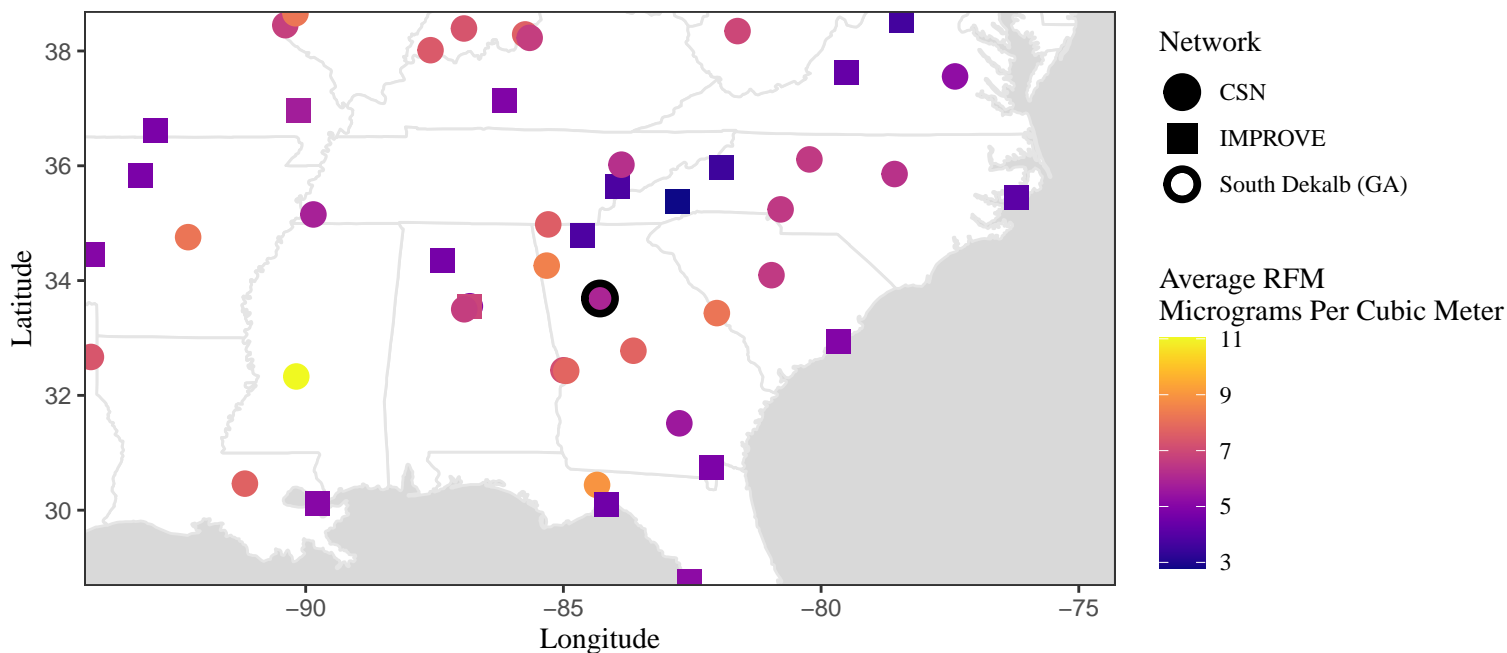 38
36
34
32
30
Latitude
−90
−85
−80
−75
Longitude
Network
CSN
IMPROVE
South Dekalb (GA)
Average RFM
Micrograms Per Cubic Meter
11
9
7
5
3